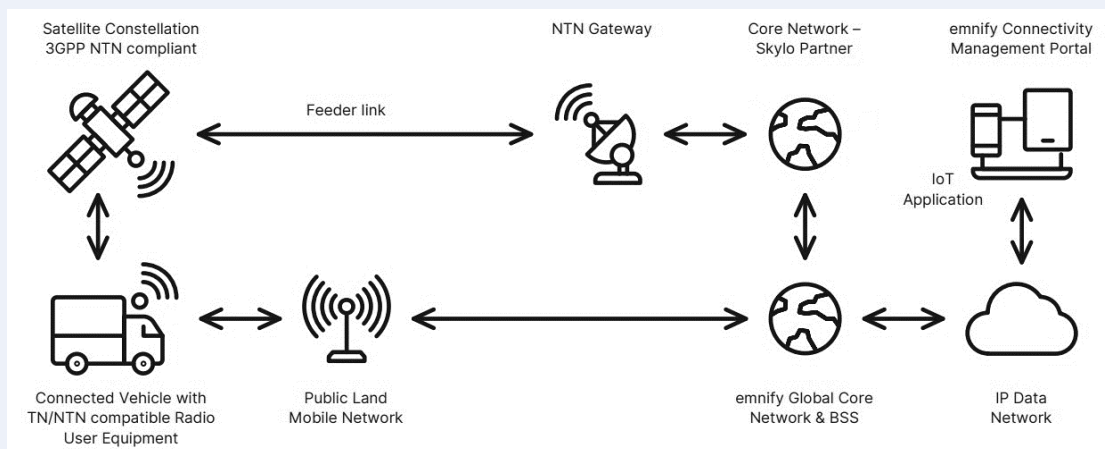 Satellite Constellation
3GPP NTN compliant
NTN Gateway
Core Network –
Skylo Partner
emnify Connectivity
Management Portal
Feeder link
IoT
Application
Connected Vehicle with
TN/NTN compatible Radio
User Equipment
Public Land
Mobile Network
emnify Global Core
Network & BSS
IP Data
Network